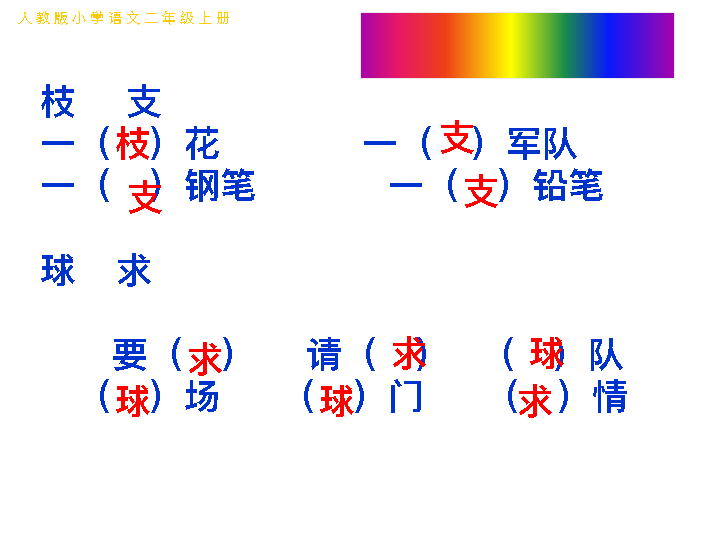 人教版小学语文二年级上册
枝 支
一（枝）花 一（支）军队
一（支）钢笔 一（支）铅笔
球 求
要（求） 请（求） （球）队
（球）场 （球）门 （求）情